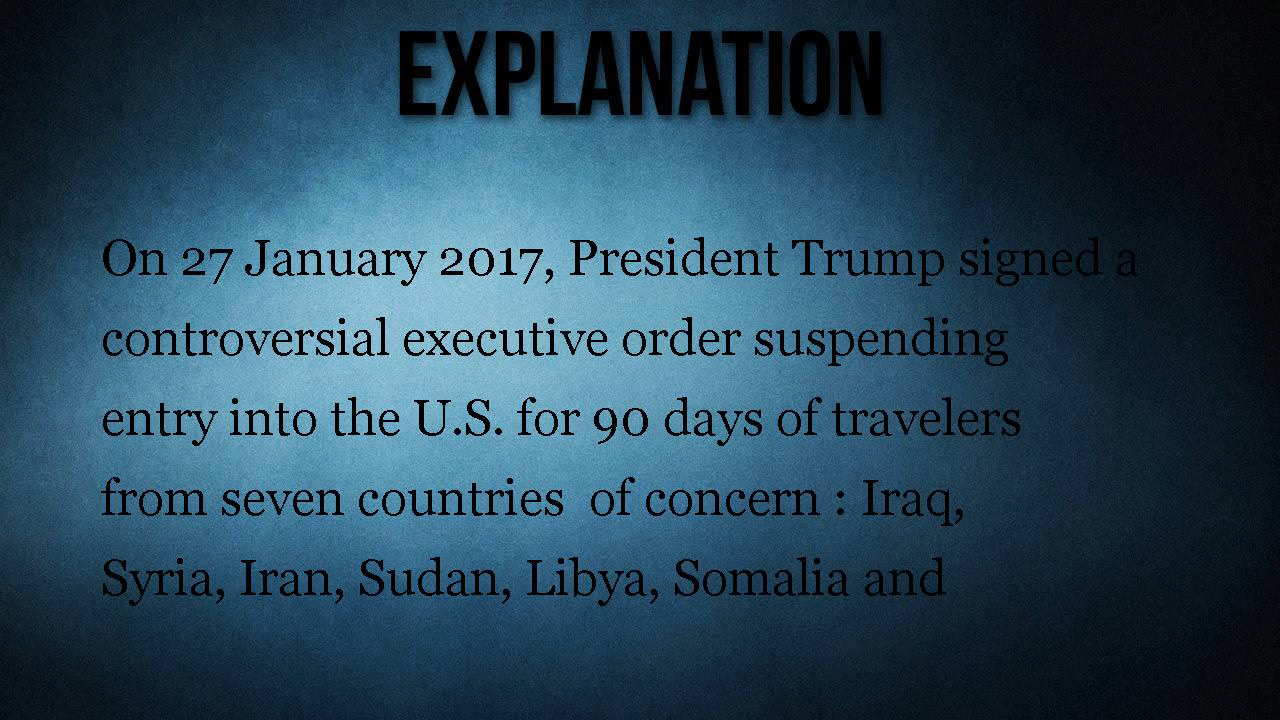 EXPLANATION
On 27 January 2017, President Trump signed a
controversial executive order suspending
entry into the U.S. for 90 days of travelers
from seven countries  of concern : Iraq,
Syria, Iran, Sudan, Libya, Somalia and